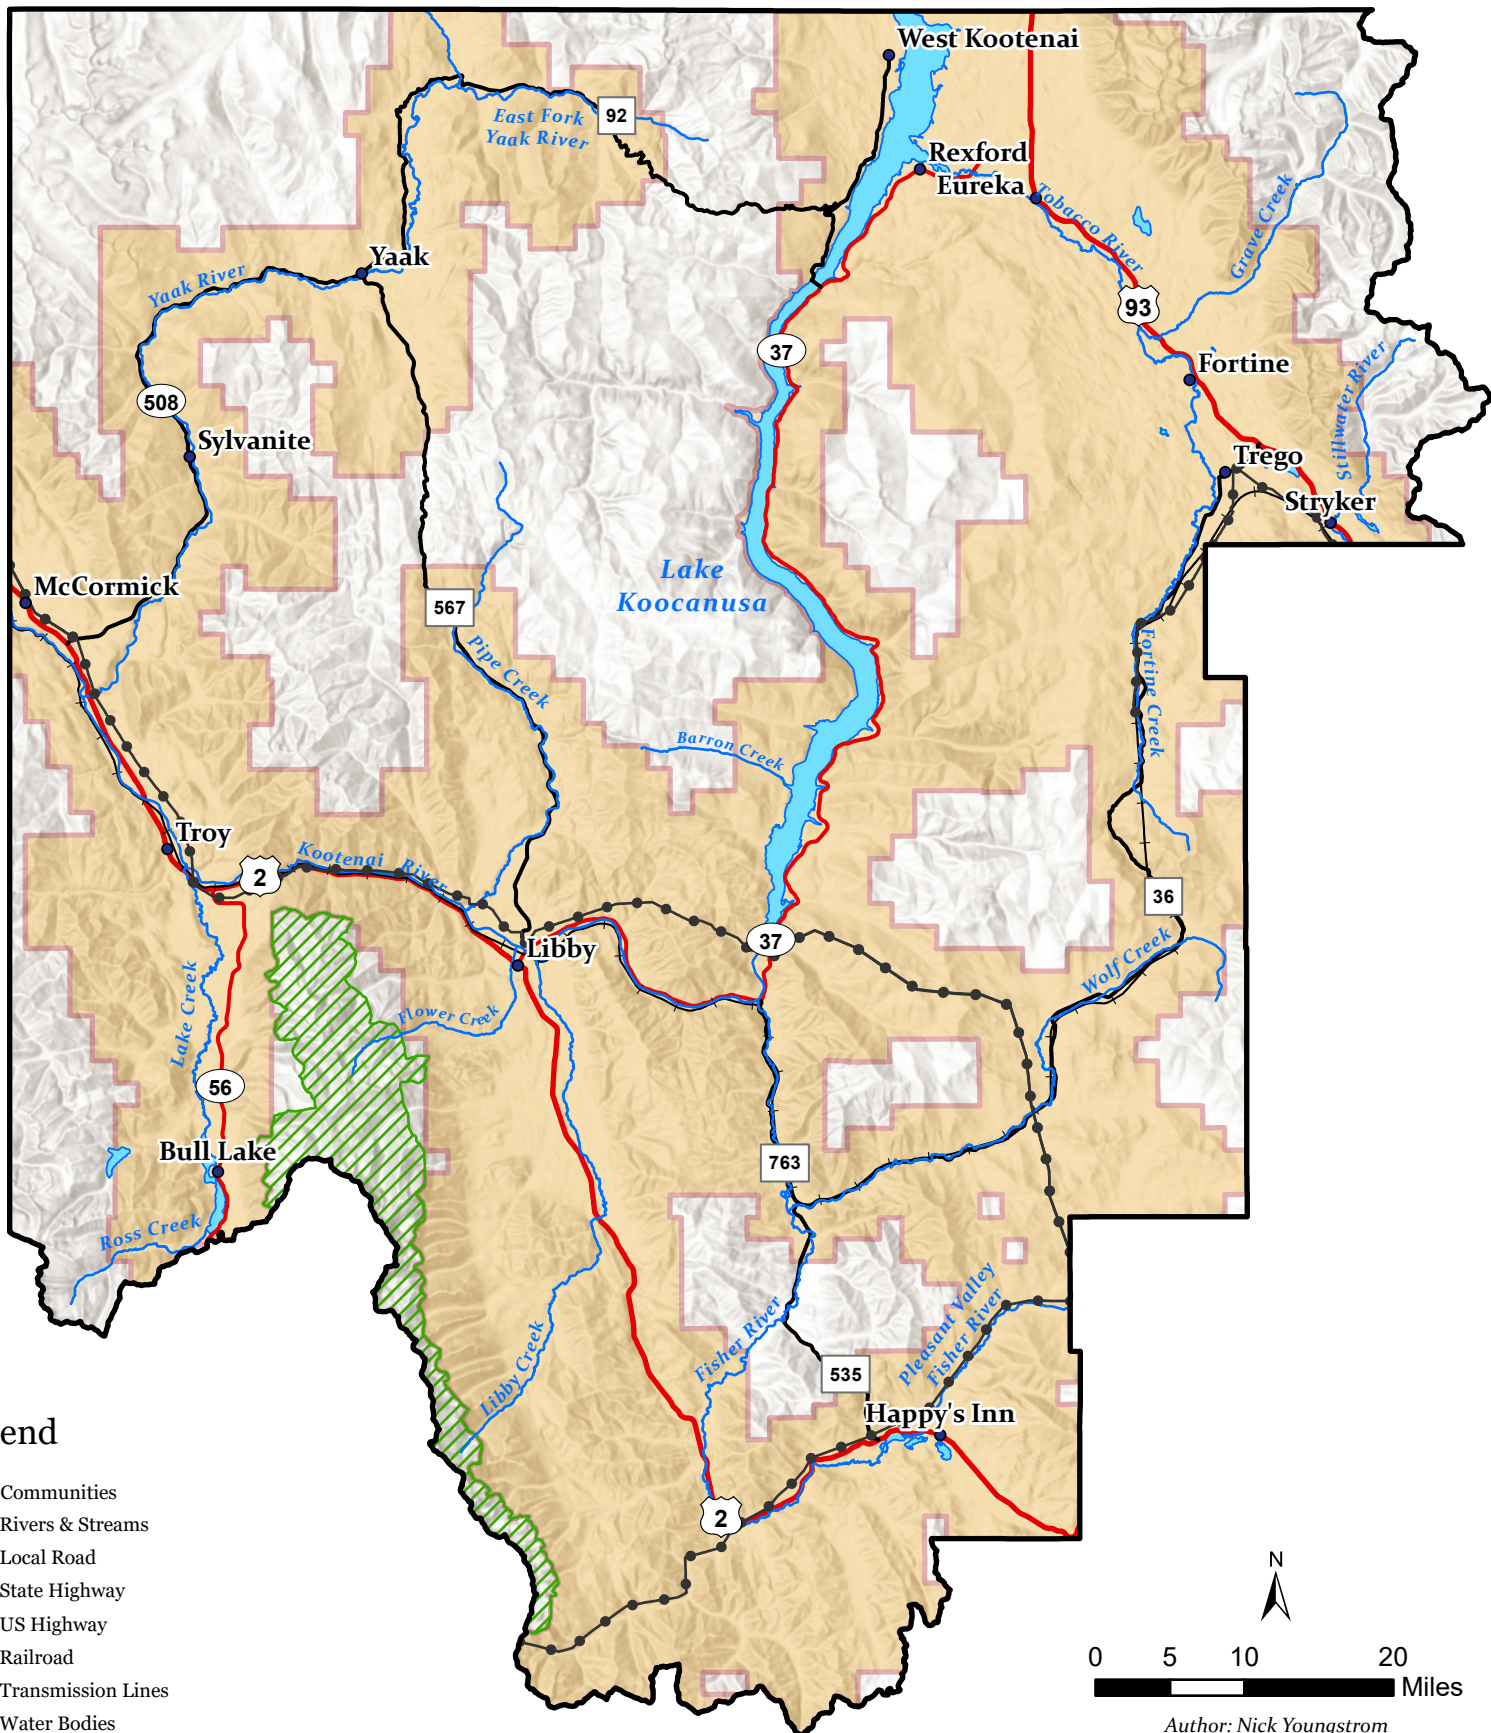 West Kootenai
92
East Fork
Yaak River
Rexford
Eureka
Tobacco River
Grave Creek
Yaak
Yaak River
93
37
Fortine
Stillwater River
508
Sylvanite
Trego
Stryker
Lake
Koocanusa
McCormick
567
Pipe Creek
Fortine Creek
Barron Creek
Troy
Kootenai River
2
36
37
Libby
Wolf Creek
Lake Creek
Flower Creek
56
Bull Lake
763
Ross Creek
Pleasant Valley
Fisher River
Fisher River
Libby Creek
535
Happy's Inn
end
Communities
Rivers & Streams
2
Local Road
State Highway
US Highway
Railroad
Transmission Lines
Water Bodies
N
0 5 10 20
Miles
Author: Nick Youngstrom